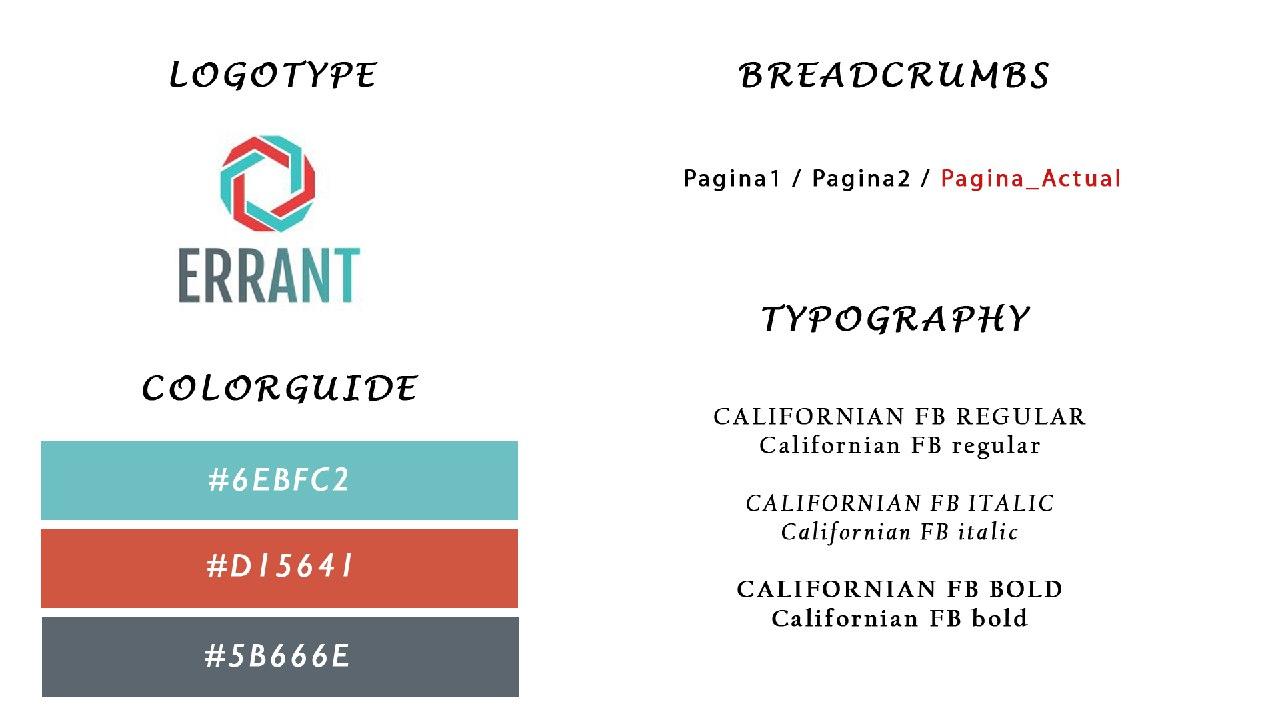 LOGOTYPE
ERRANT
COLORGUIDE
#6EBFC2
#D15641
#5B666E
BREADCRUMBS
Pagina1 / Pagina2 / Pagina_Actual
TYPOGRAPHY
CALIFORNIAN FB REGULAR
Californian FB regular
CALIFORNIAN FB ITALIC
Californian FB italic
CALIFORNIAN FB BOLD
Californian FB bold